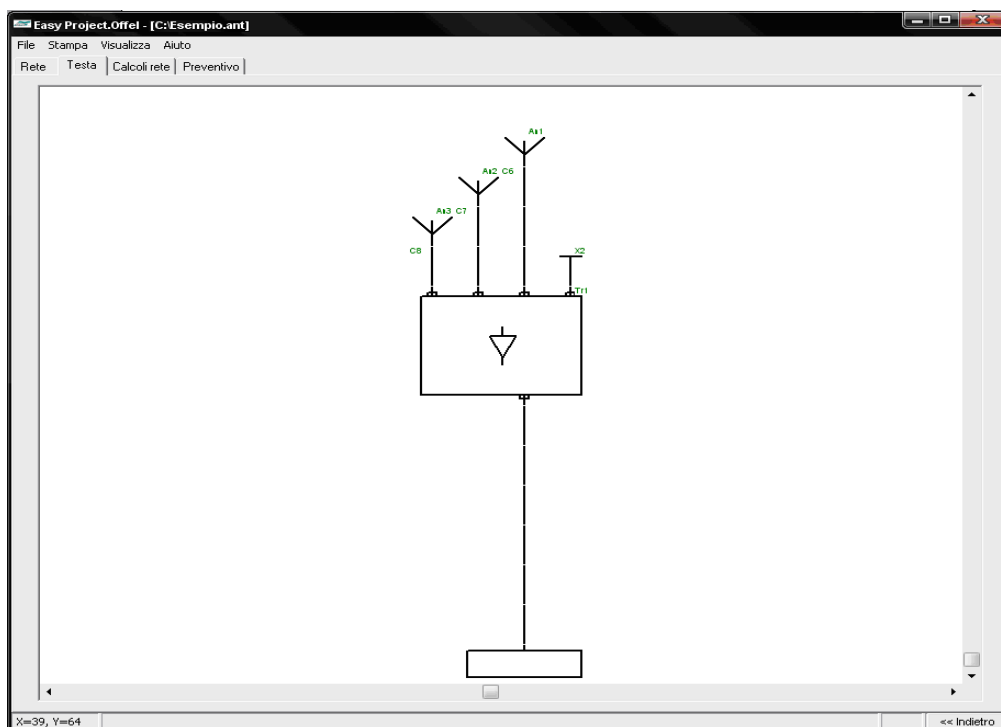 Easy Project.Offel - [C:\Esempio.ant]
File Stampa Visualizza Aiuto
Rete Testa Calcoli rete Preventivo
An1
An2 C6
An3 C7
C8
X2
Tr1
X=39, Y=64
<< Indietro